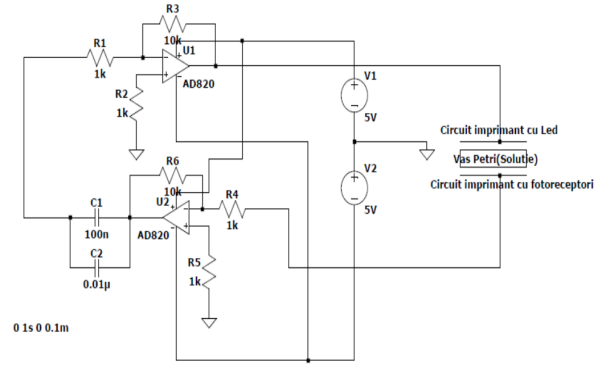 R3
10k
R1
1k
U1
AD820
R2
1k
V1
5V
Circuit imprimant cu Led
Vas Petri(Solutie)
Circuit imprimant cu fotoreceptori
V2
5V
R6
10k
U2
AD820
R4
1k
C1
100n
C2
0.01µ
R5
1k
0 1s 0 0.1m